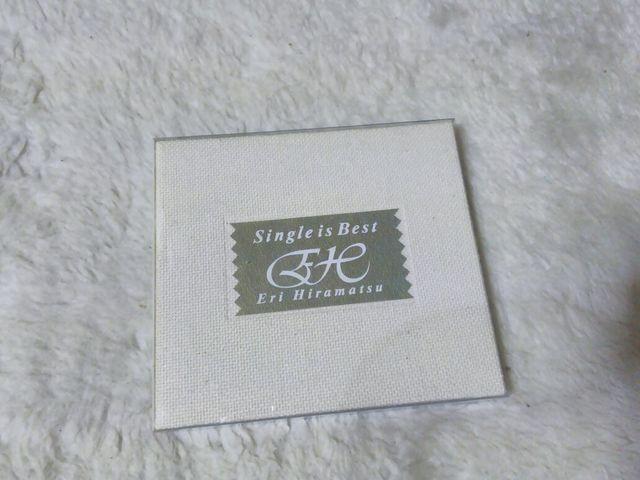 Single is Best
EH
Eri Hiramatsu